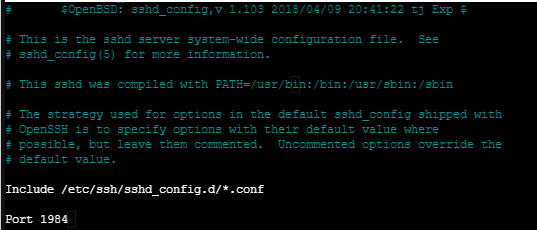 #       $OpenBSD: sshd_config,v 1.103 2018/04/09 20:41:22 tj Exp $
# This is the sshd server system-wide configuration file.  See
# sshd_config(5) for more information.
# This sshd was compiled with PATH=/usr/bin:/bin:/usr/sbin:/sbin
# The strategy used for options in the default sshd_config shipped with
# OpenSSH is to specify options with their default value where
# possible, but leave them commented.  Uncommented options override the
# default value.
Include /etc/ssh/sshd_config.d/*.conf
Port 1984